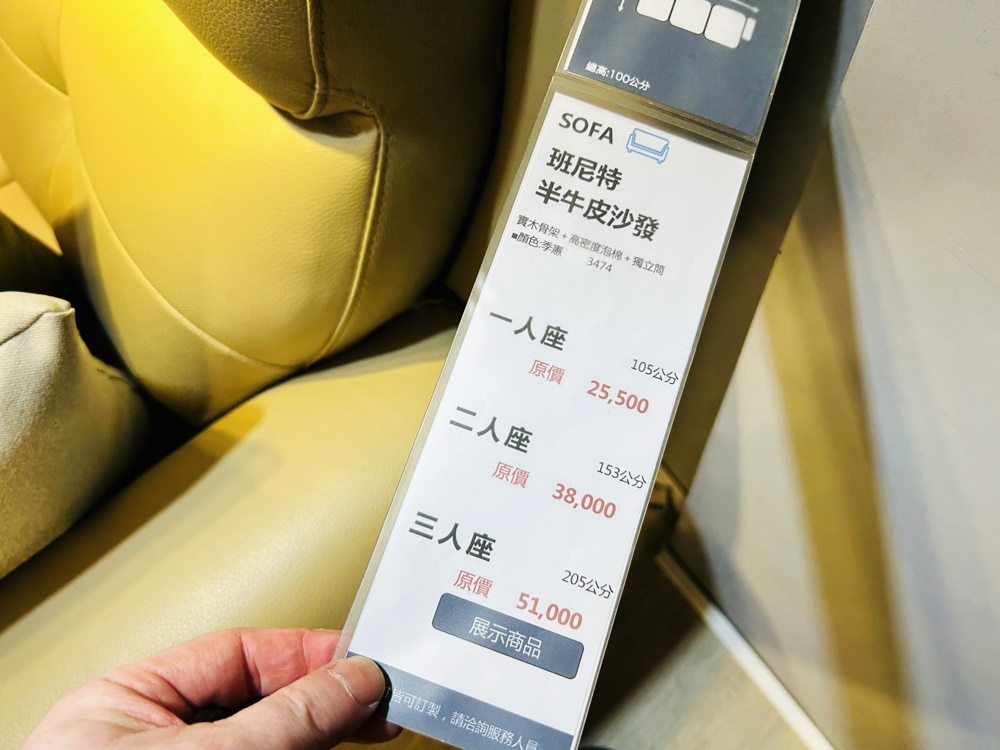 總高:100公分
SOFA
班尼特
半牛皮沙發
實木骨架+高密度泡棉+獨立筒
■顏色:季憲 3474
一人座
105公分
原價 25,500
二人座
153公分
原價 38,000
三人座
205公分
原價 51,000
展示商品
皆可訂製,請洽詢服務人員